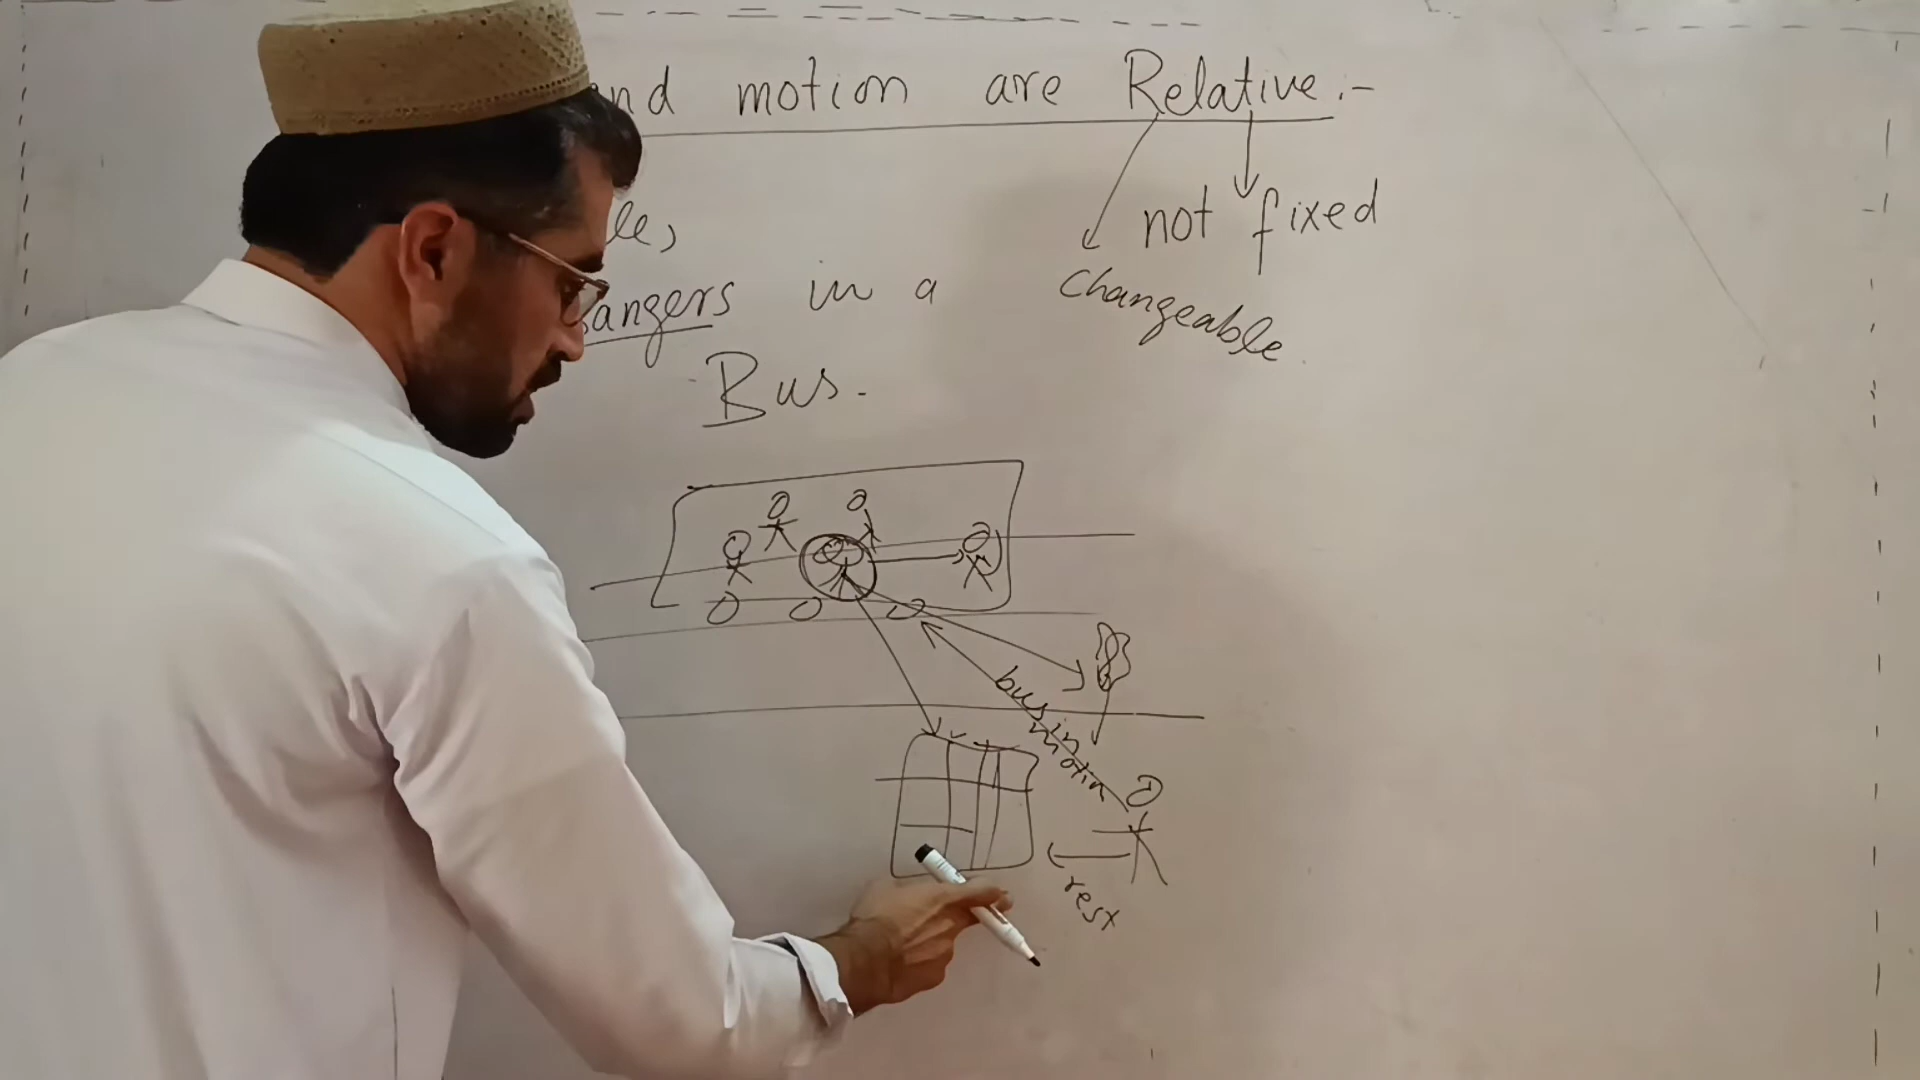 nd motion are Relative :-
not fixed
le,
Changeable
angers in a
Bus.
bus in
motion
rest